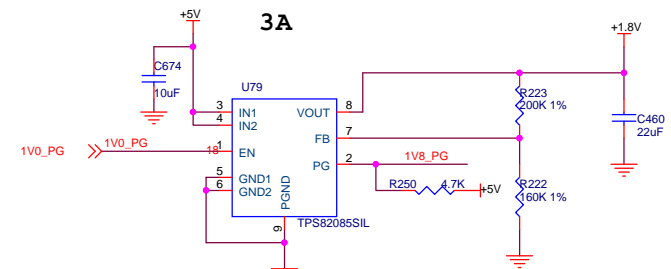 +5V
3A
+1.8V
C674
10uF
U79
3
IN1
4
IN2
VOUT
8
R223
200K 1%
C460
22uF
FB
7
1V0_PG
1V0_PG
18
1
EN
PG
2
1V8_PG
5
GND1
6
GND2
PGND
R250
4.7K
+5V
R222
160K 1%
9
TPS82085SIL